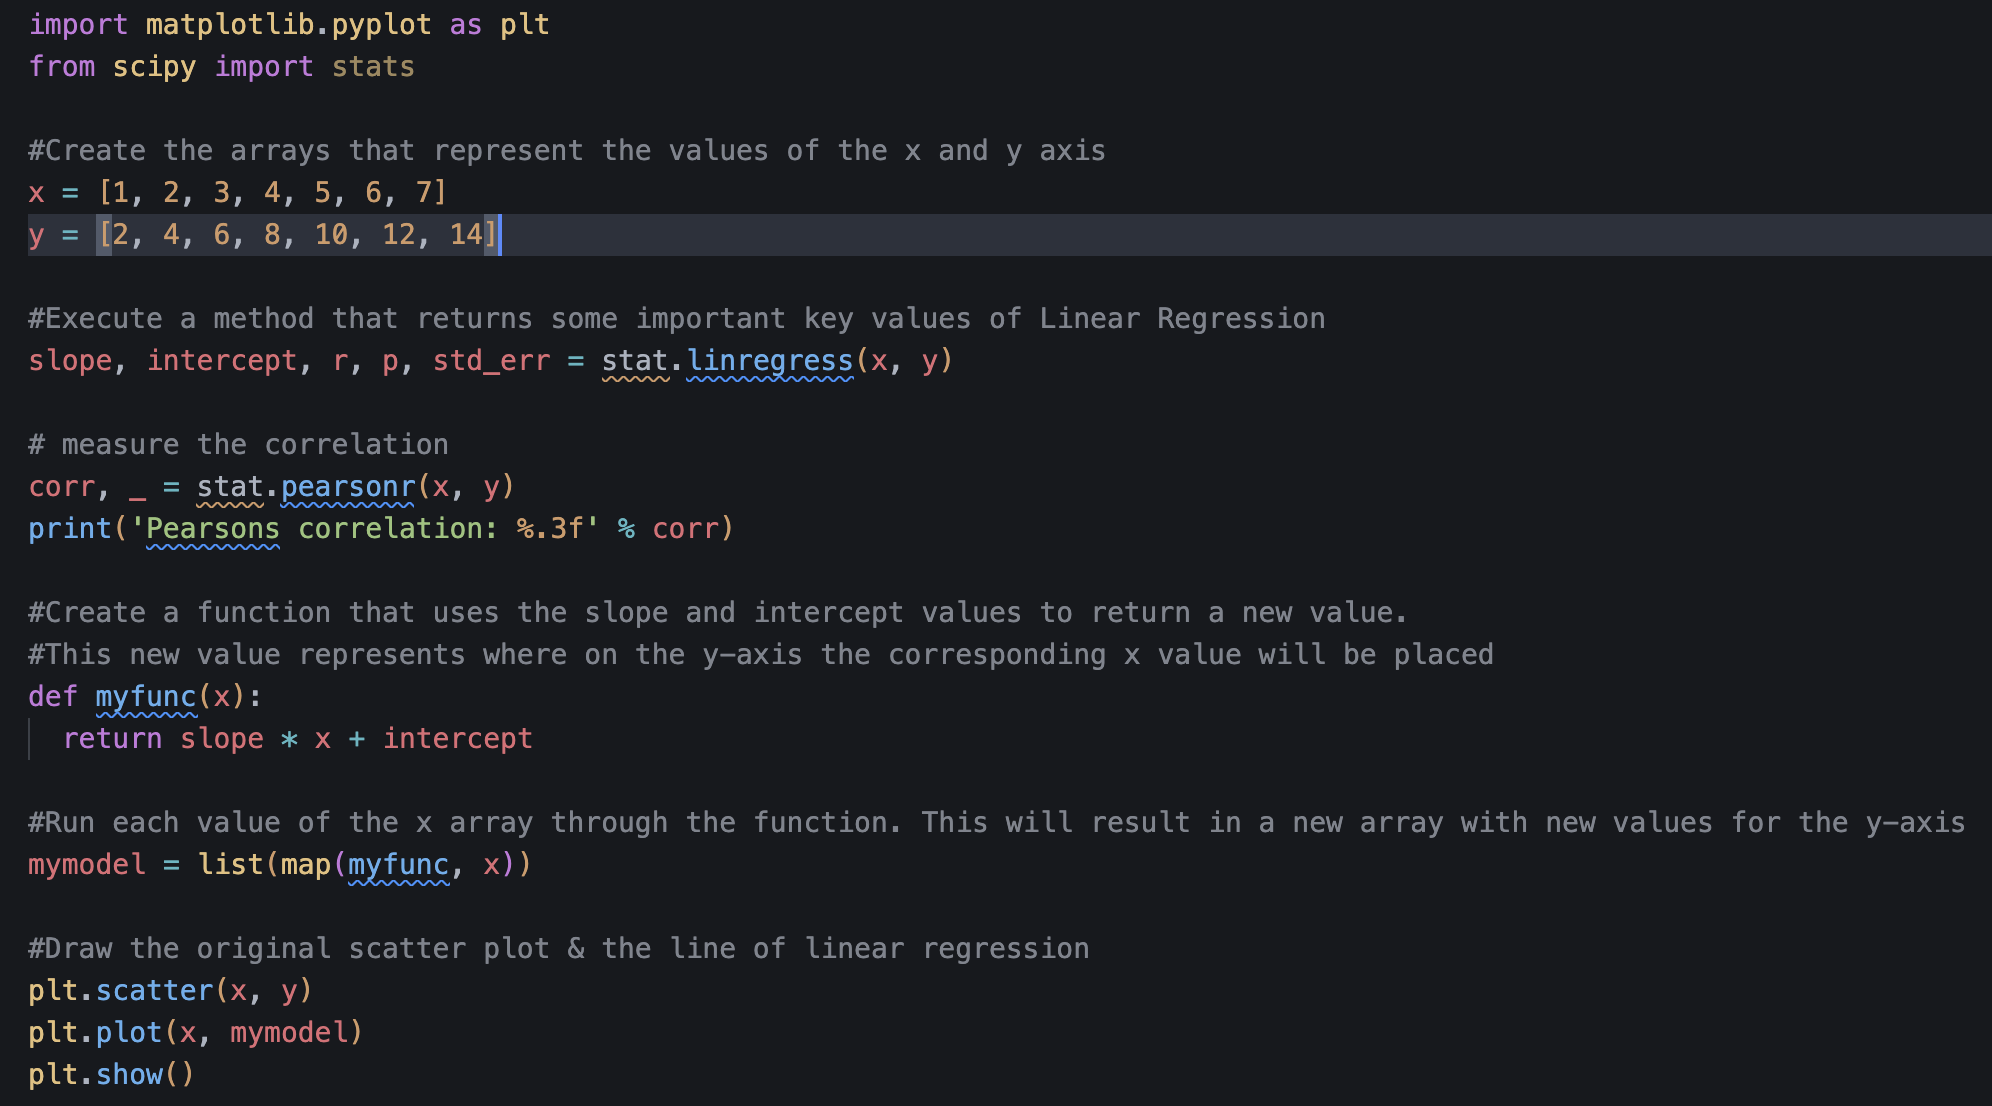 import matplotlib.pyplot as plt
from scipy import stats
#Create the arrays that represent the values of the x and y axis
x = [1, 2, 3, 4, 5, 6, 7]
y = [2, 4, 6, 8, 10, 12, 14]
#Execute a method that returns some important key values of Linear Regression
slope, intercept, r, p, std_err = stat.linregress(x, y)
# measure the correlation
corr, _ = stat.pearsonr(x, y)
print('Pearsons correlation: %.3f' % corr)
#Create a function that uses the slope and intercept values to return a new value.
#This new value represents where on the y-axis the corresponding x value will be placed
def myfunc(x):
  return slope * x + intercept
#Run each value of the x array through the function. This will result in a new array with new values for the y-axis
mymodel = list(map(myfunc, x))
#Draw the original scatter plot & the line of linear regression
plt.scatter(x, y)
plt.plot(x, mymodel)
plt.show()